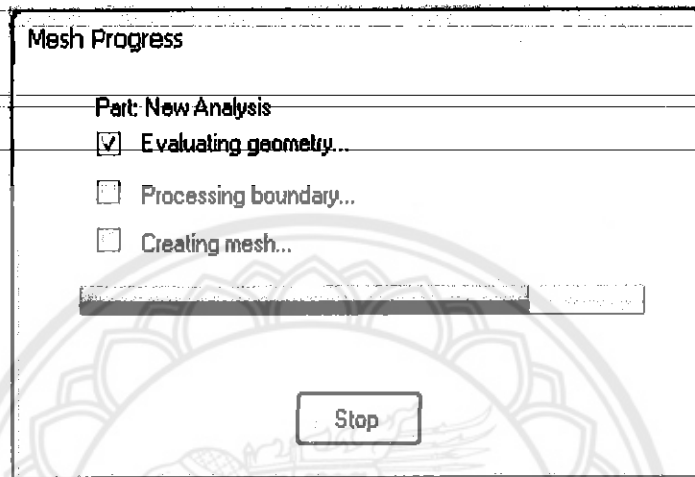 Mesh Progress
Part: New Analysis
Evaluating geometry...
Processing boundary...
Creating mesh...
Stop